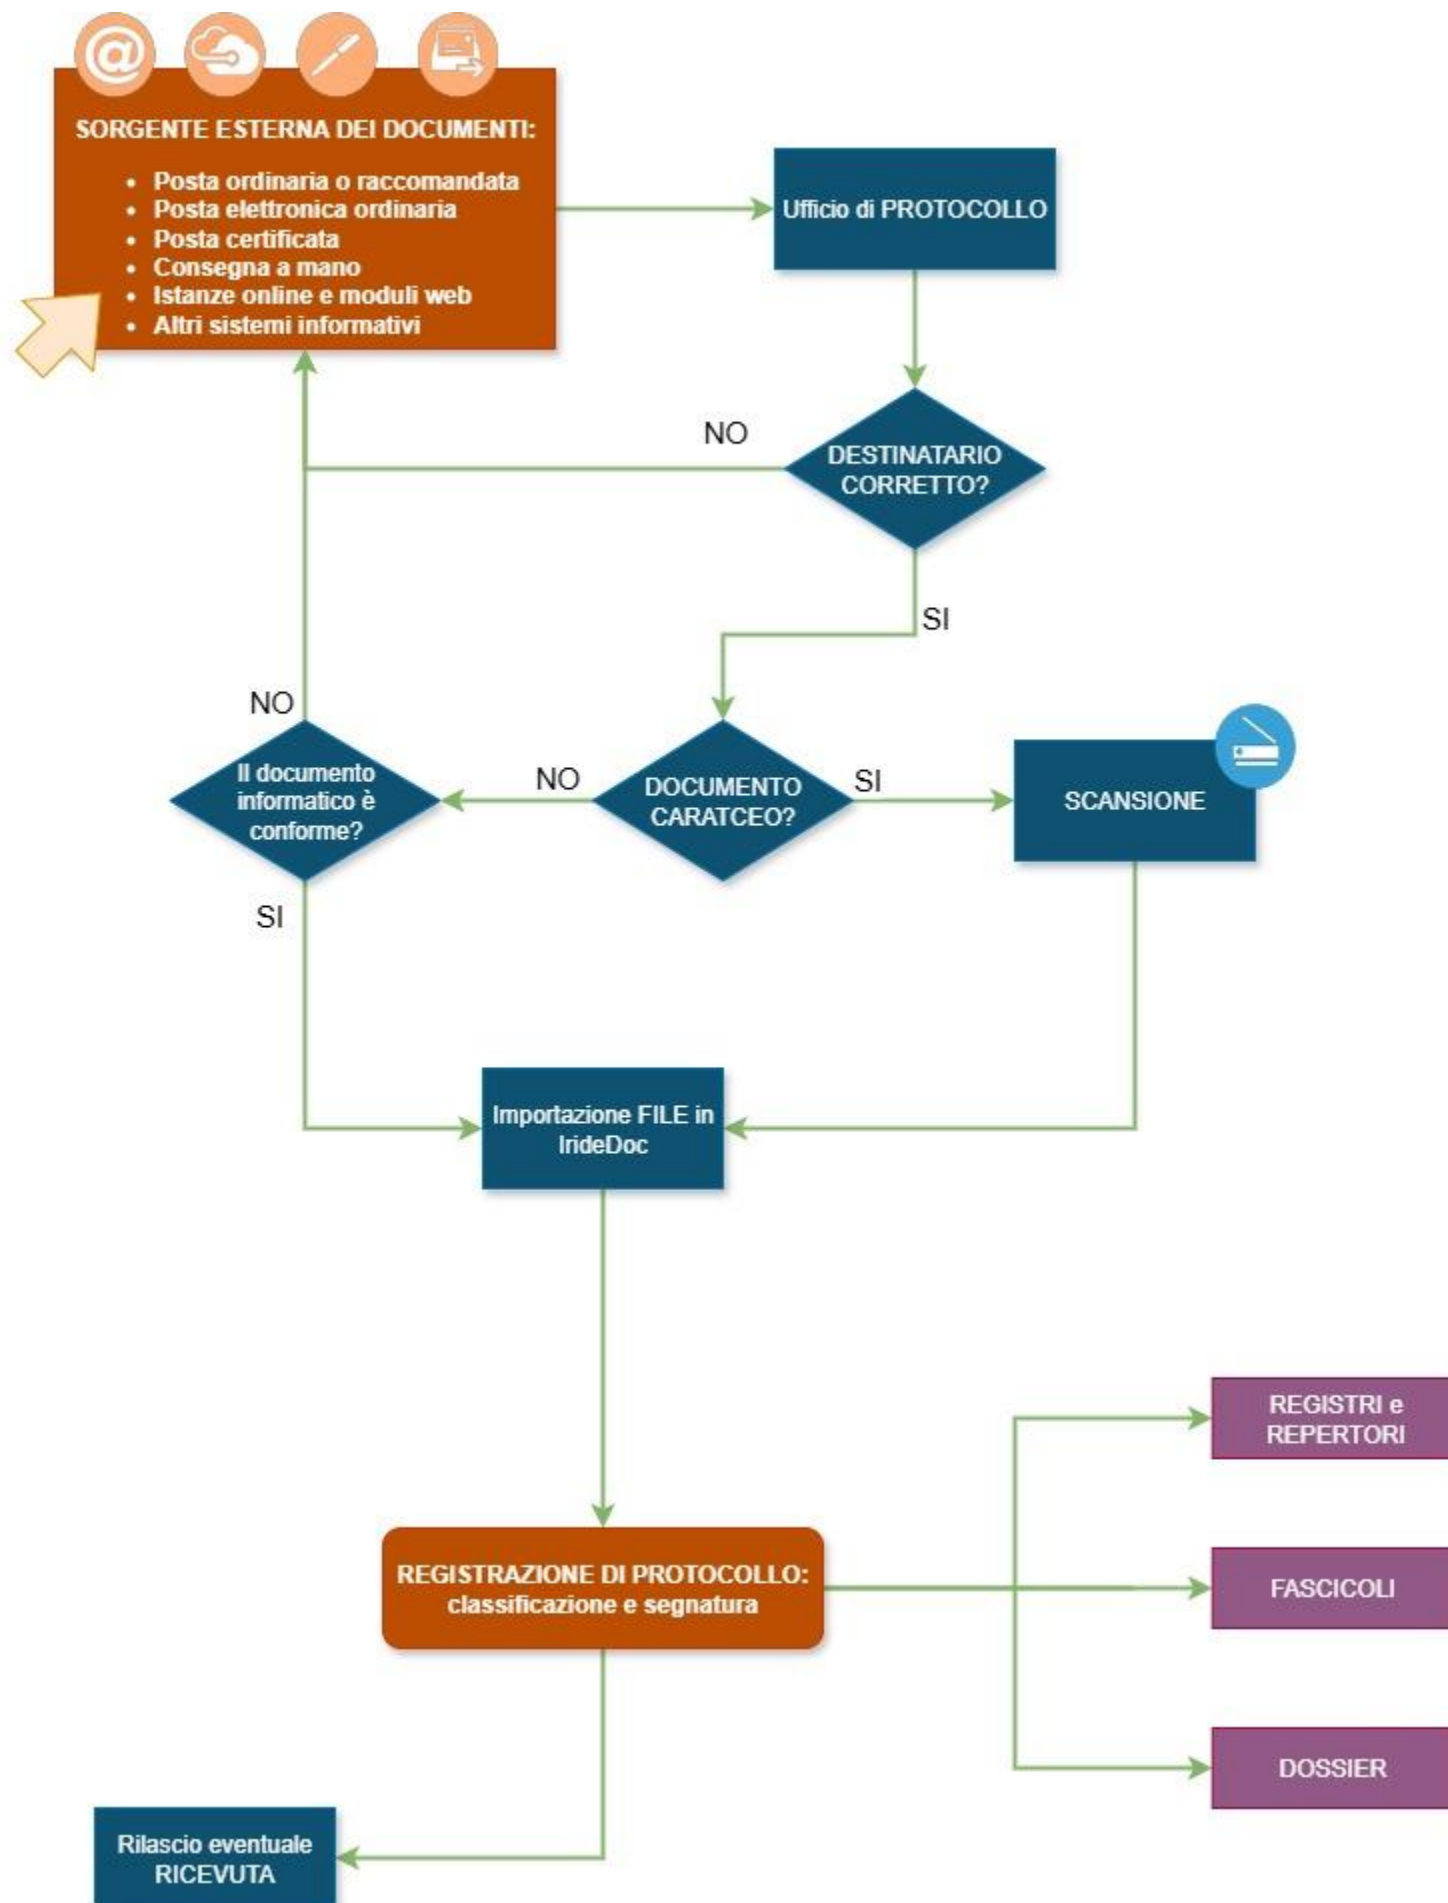 SORGENTE ESTERNA DEI DOCUMENTI:
• Posta ordinaria o raccomandata
• Posta elettronica ordinaria
• Posta certificata
• Consegna a mano
• Istanze online e moduli web
• Altri sistemi informativi
Ufficio di PROTOCOLLO
NO
DESTINATARIO
CORRETTO?
SI
NO
Il documento
informatico è
conforme?
NO
DOCUMENTO
CARATCEO?
SI
SCANSIONE
SI
Importazione FILE in
IrideDoc
REGISTRI e
REPERTORI
REGISTRAZIONE DI PROTOCOLLO:
classificazione e segnatura
FASCICOLI
DOSSIER
Rilascio eventuale
RICEVUTA